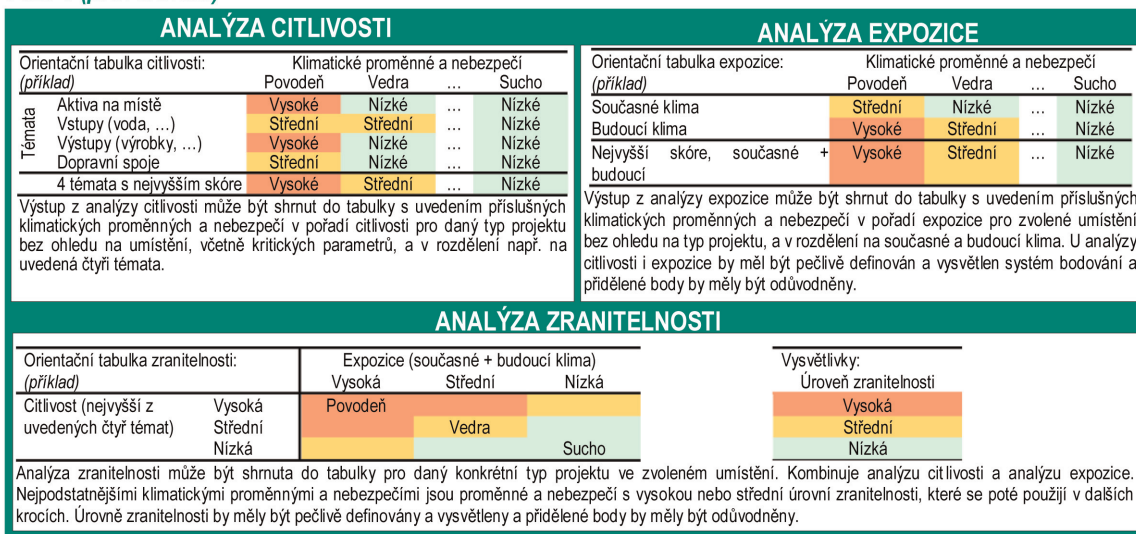 ANALÝZA CITLIVOSTI
Orientační tabulka citlivosti: Klimatické proměnné a nebezpečí
(příklad) Povodeň Vedra … Sucho
Témata
Aktiva na místě Vysoké Nízké … Nízké
Vstupy (voda, …) Střední Střední … Nízké
Výstupy (výrobky, …) Vysoké Nízké … Nízké
Dopravní spoje Střední Nízké … Nízké
4 témata s nejvyšším skóre Vysoké Střední … Nízké
Výstup z analýzy citlivosti může být shrnut do tabulky s uvedením příslušných
klimatických proměnných a nebezpečí v pořadí citlivosti pro daný typ projektu
bez ohledu na umístění, včetně kritických parametrů, a v rozdělení např. na
uvedená čtyři témata.
ANALÝZA EXPOZICE
Orientační tabulka expozice: Klimatické proměnné a nebezpečí
(příklad) Povodeň Vedra … Sucho
Současné klima Střední Nízké … Nízké
Budoucí klima Vysoké Střední … Nízké
Nejvyšší skóre, současné + Vysoké Střední … Nízké
budoucí
Výstup z analýzy expozice může být shrnut do tabulky s uvedením příslušných
klimatických proměnných a nebezpečí v pořadí expozice pro zvolené umístění
bez ohledu na typ projektu, a v rozdělení na současné a budoucí klima. U analýzy
citlivosti i expozice by měl být pečlivě definován a vysvětlen systém bodování a
přidělené body by měly být odůvodněny.
ANALÝZA ZRANITELNOSTI
Orientační tabulka zranitelnosti: Expozice (současné + budoucí klima)
(příklad) Vysoká Střední Nízká
Citlivost (nejvyšší z Vysoká Povodeň
uvedených čtyř témat) Střední Vedra
Nízká Sucho
Vysvětlivky:
Úroveň zranitelnosti
Vysoká
Střední
Nízká
Analýza zranitelnosti může být shrnuta do tabulky pro daný konkrétní typ projektu ve zvoleném umístění. Kombinuje analýzu citlivosti a analýzu expozice.
Nejpodstatnějšími klimatickými proměnnými a nebezpečími jsou proměnné a nebezpečí s vysokou nebo střední úrovní zranitelnosti, které se poté použijí v dalších
krocích. Úrovně zranitelnosti by měly být pečlivě definovány a vysvětleny a přidělené body by měly být odůvodněny.